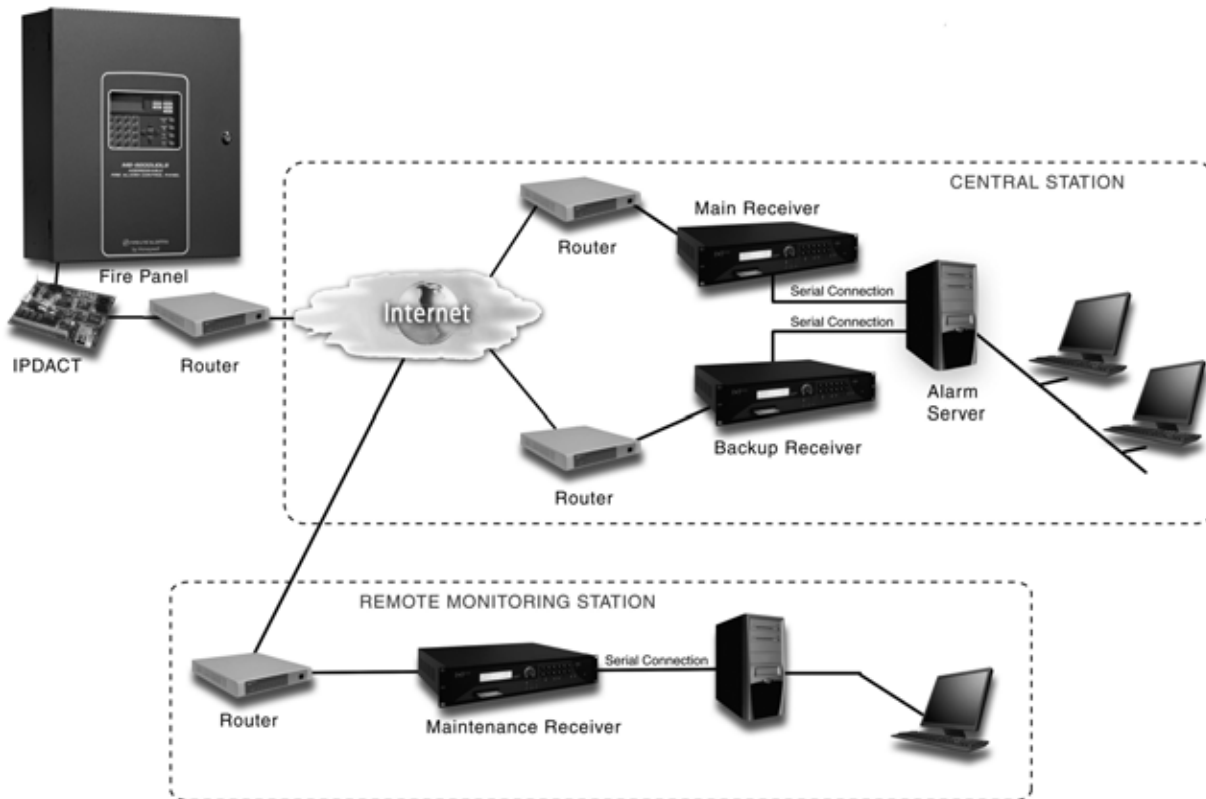 Fire Panel
IPDACT
Router
Internet
CENTRAL STATION
Router
Main Receiver
Serial Connection
Serial Connection
Alarm
Server
Router
Backup Receiver
REMOTE MONITORING STATION
Router
Maintenance Receiver
Serial Connection